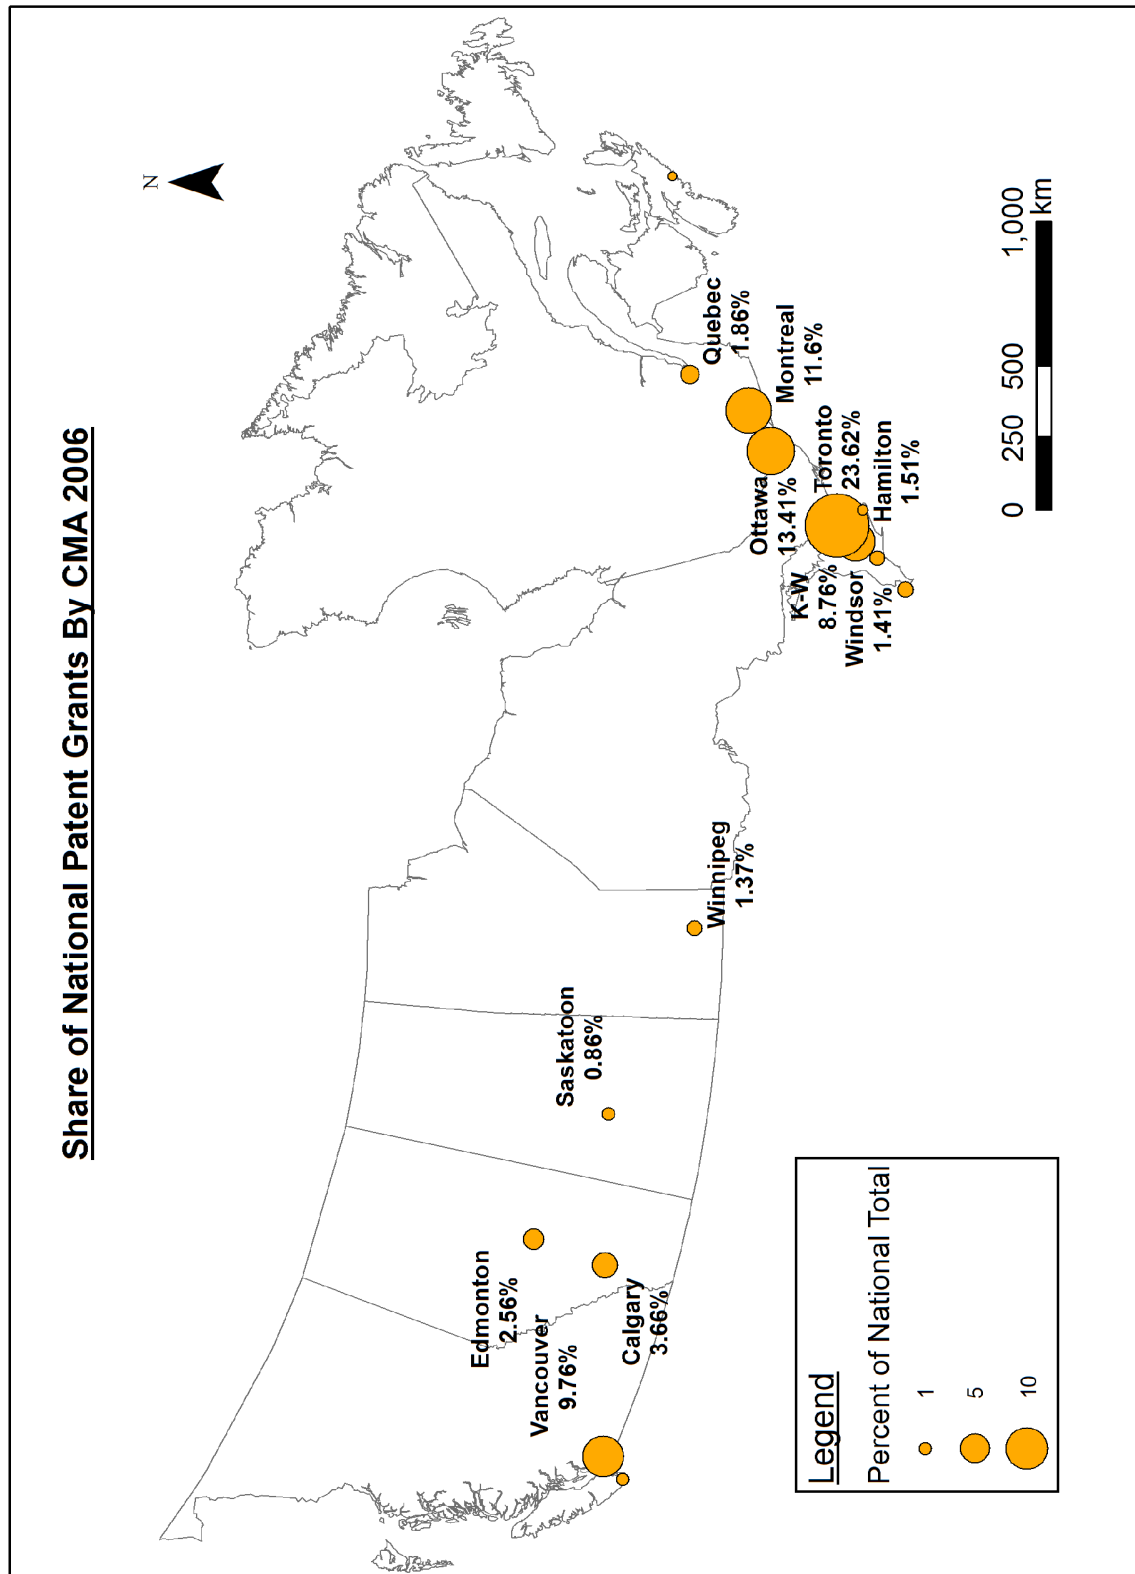 Share of National Patent Grants By CMA 2006
N
Edmonton
2.56%
Vancouver
9.76%
Calgary
3.66%
Saskatoon
0.86%
Winnipeg
1.37%
Quebec
1.86%
Montreal
11.6%
Ottawa
13.41%
Toronto
23.62%
K-W
8.76%
Hamilton
1.51%
Windsor
1.41%
Legend
Percent of National Total
1
5
10
0 250 500 1,000
km